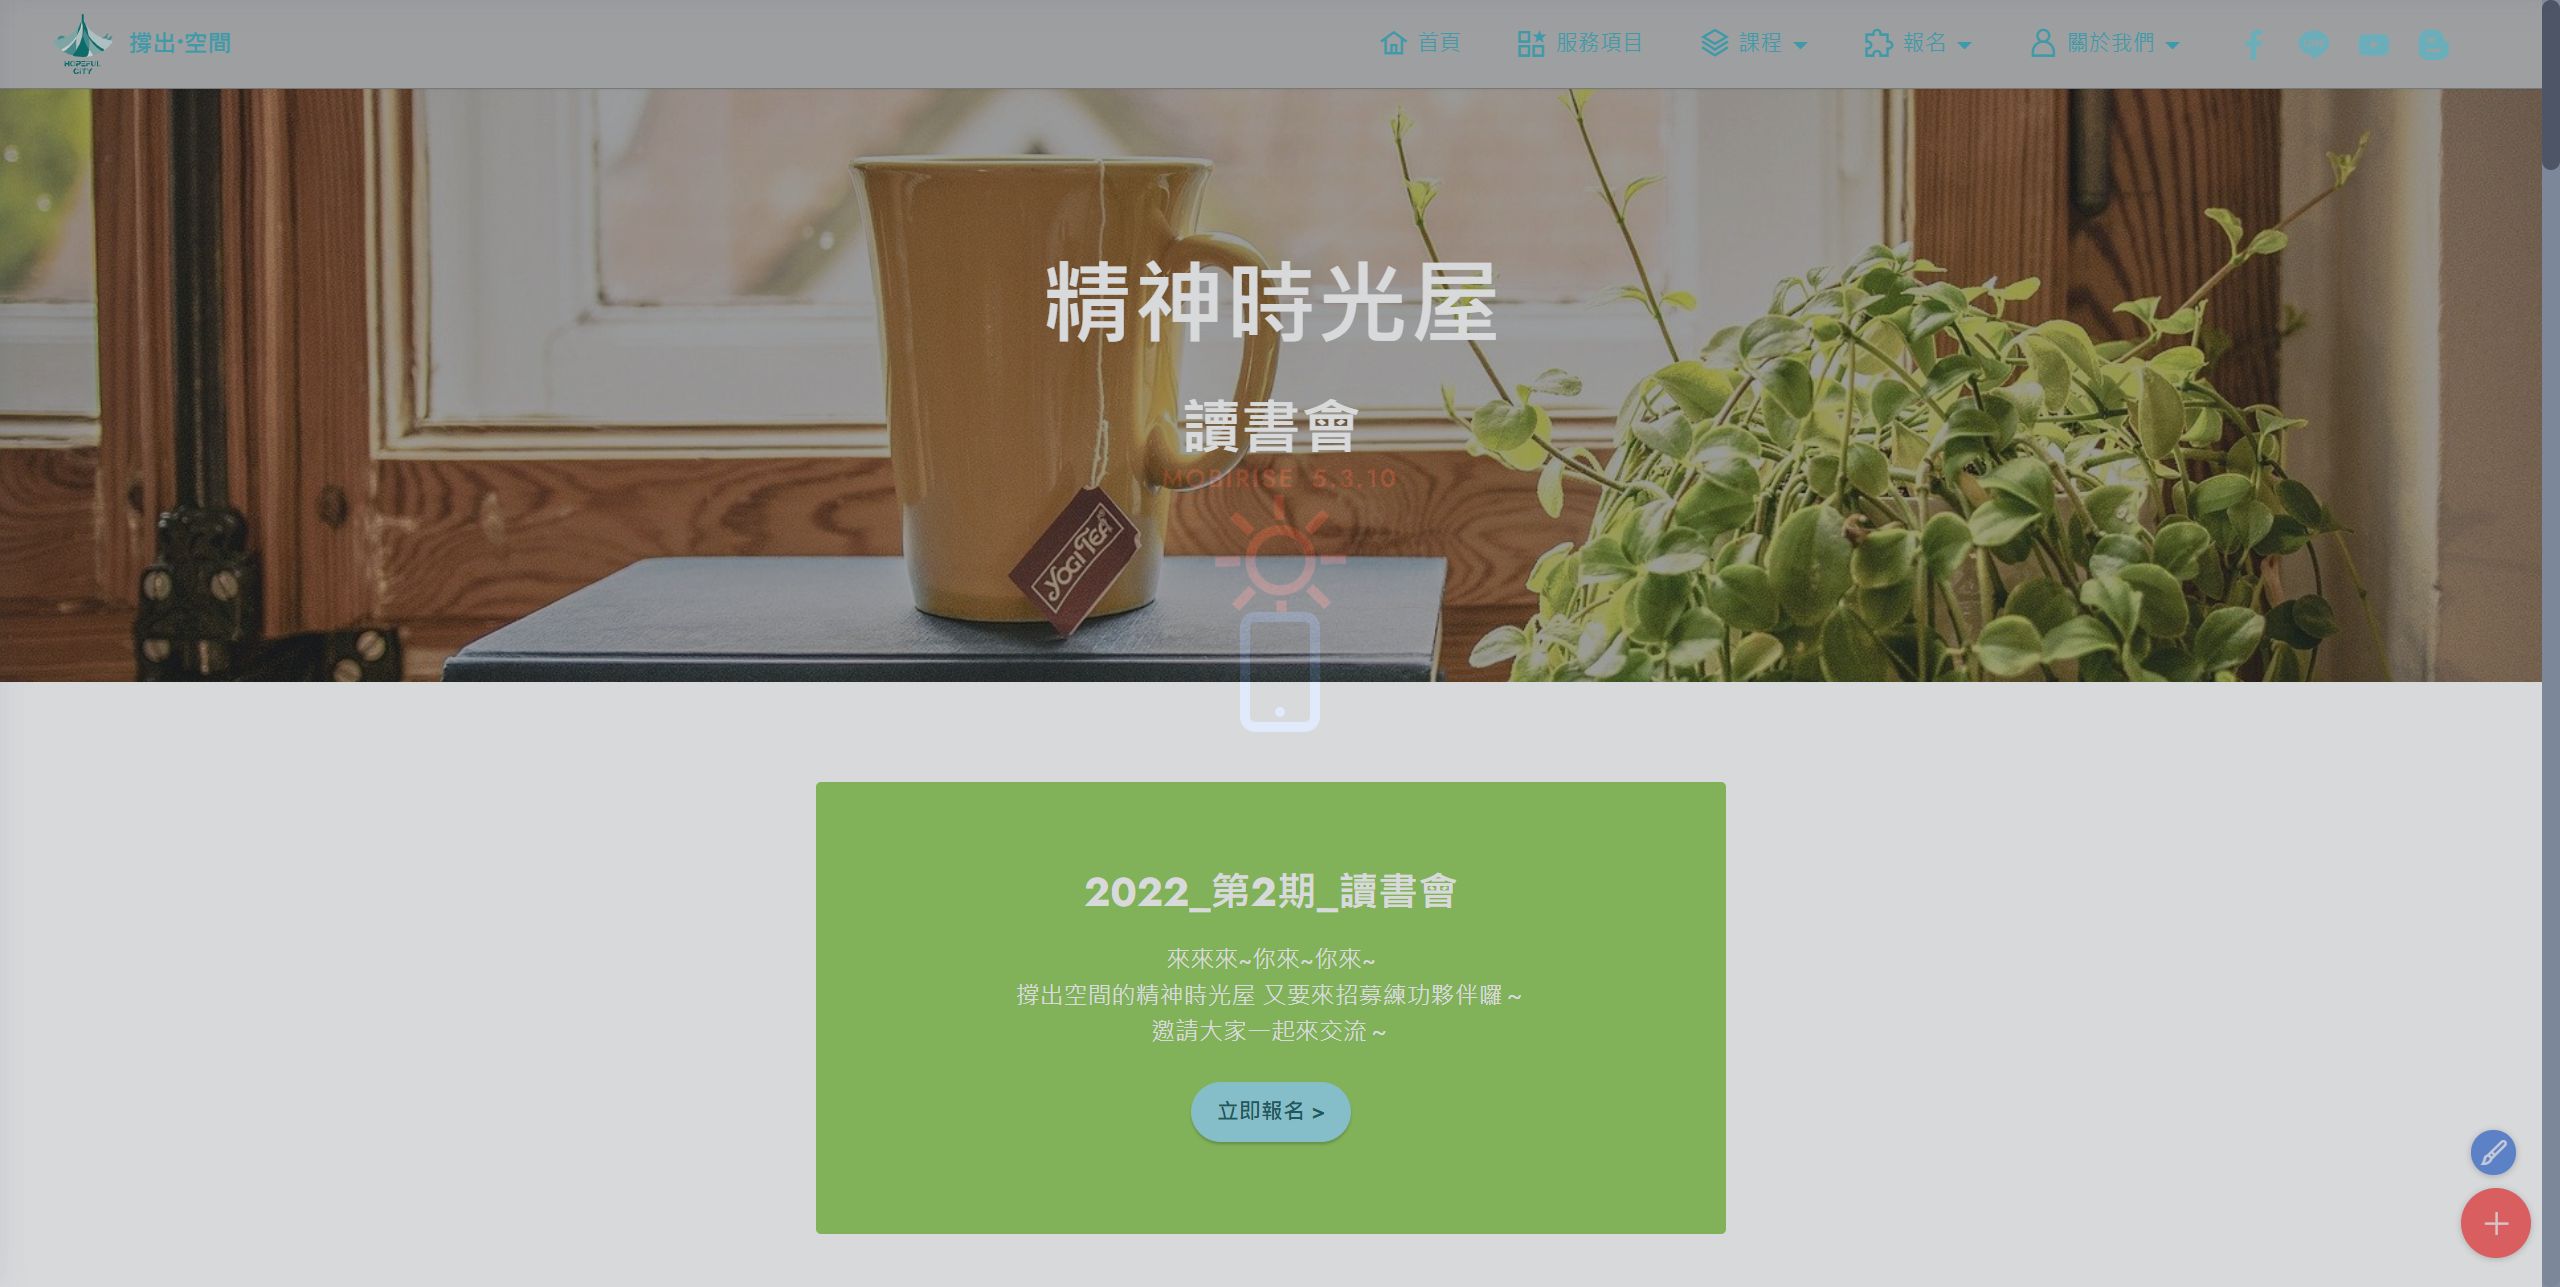 HOPEFUL
CITY
撐出•空間
首頁
服務項目
課程
報名
關於我們
精神時光屋
讀書會
MOBIRISE 5.3.10
YOGI TEA
2022_第2期_讀書會
來來來~你來~你來~
撐出空間的精神時光屋 又要來招募練功夥伴囉～
邀請大家一起來交流～
立即報名 >